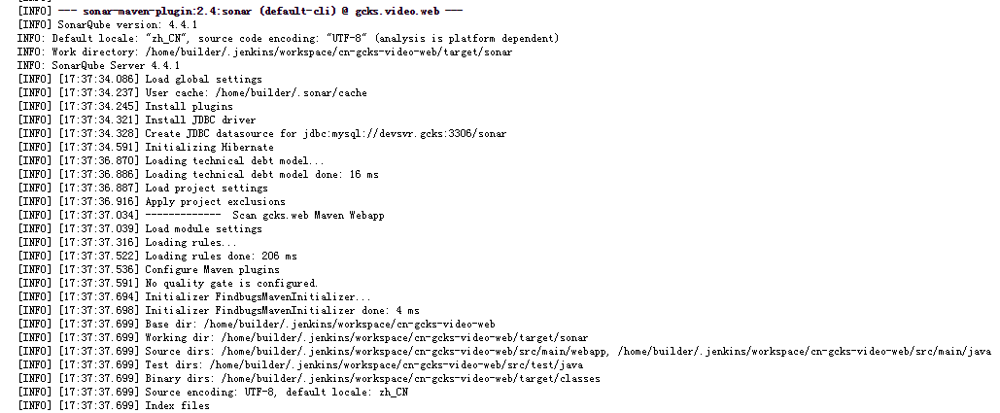 [INFO] --- sonar-maven-plugin:2.4:sonar (default-cli) @ gcks.video.web ---
[INFO] SonarQube version: 4.4.1
INFO: Default locale: "zh_CN", source code encoding: "UTF-8" (analysis is platform dependent)
INFO: Work directory: /home/builder/.jenkins/workspace/cn-gcks-video-web/target/sonar
INFO: SonarQube Server 4.4.1
[INFO] [17:37:34.086] Load global settings
[INFO] [17:37:34.237] User cache: /home/builder/.sonar/cache
[INFO] [17:37:34.245] Install plugins
[INFO] [17:37:34.321] Install JDBC driver
[INFO] [17:37:34.328] Create JDBC datasource for jdbc:mysql://devsvr.gcks:3306/sonar
[INFO] [17:37:34.591] Initializing Hibernate
[INFO] [17:37:36.870] Loading technical debt model...
[INFO] [17:37:36.886] Loading technical debt model done: 16 ms
[INFO] [17:37:36.887] Load project settings
[INFO] [17:37:36.916] Apply project exclusions
[INFO] [17:37:37.034] -------------  Scan gcks.web Maven Webapp
[INFO] [17:37:37.039] Load module settings
[INFO] [17:37:37.316] Loading rules...
[INFO] [17:37:37.522] Loading rules done: 206 ms
[INFO] [17:37:37.536] Configure Maven plugins
[INFO] [17:37:37.591] No quality gate is configured.
[INFO] [17:37:37.694] Initializer FindbugsMavenInitializer...
[INFO] [17:37:37.698] Initializer FindbugsMavenInitializer done: 4 ms
[INFO] [17:37:37.699] Base dir: /home/builder/.jenkins/workspace/cn-gcks-video-web
[INFO] [17:37:37.699] Working dir: /home/builder/.jenkins/workspace/cn-gcks-video-web/target/sonar
[INFO] [17:37:37.699] Source dirs: /home/builder/.jenkins/workspace/cn-gcks-video-web/src/main/webapp, /home/builder/.jenkins/workspace/cn-gcks-video-web/src/main/java
[INFO] [17:37:37.699] Test dirs: /home/builder/.jenkins/workspace/cn-gcks-video-web/src/test/java
[INFO] [17:37:37.699] Binary dirs: /home/builder/.jenkins/workspace/cn-gcks-video-web/target/classes
[INFO] [17:37:37.699] Source encoding: UTF-8, default locale: zh_CN
[INFO] [17:37:37.699] Index files